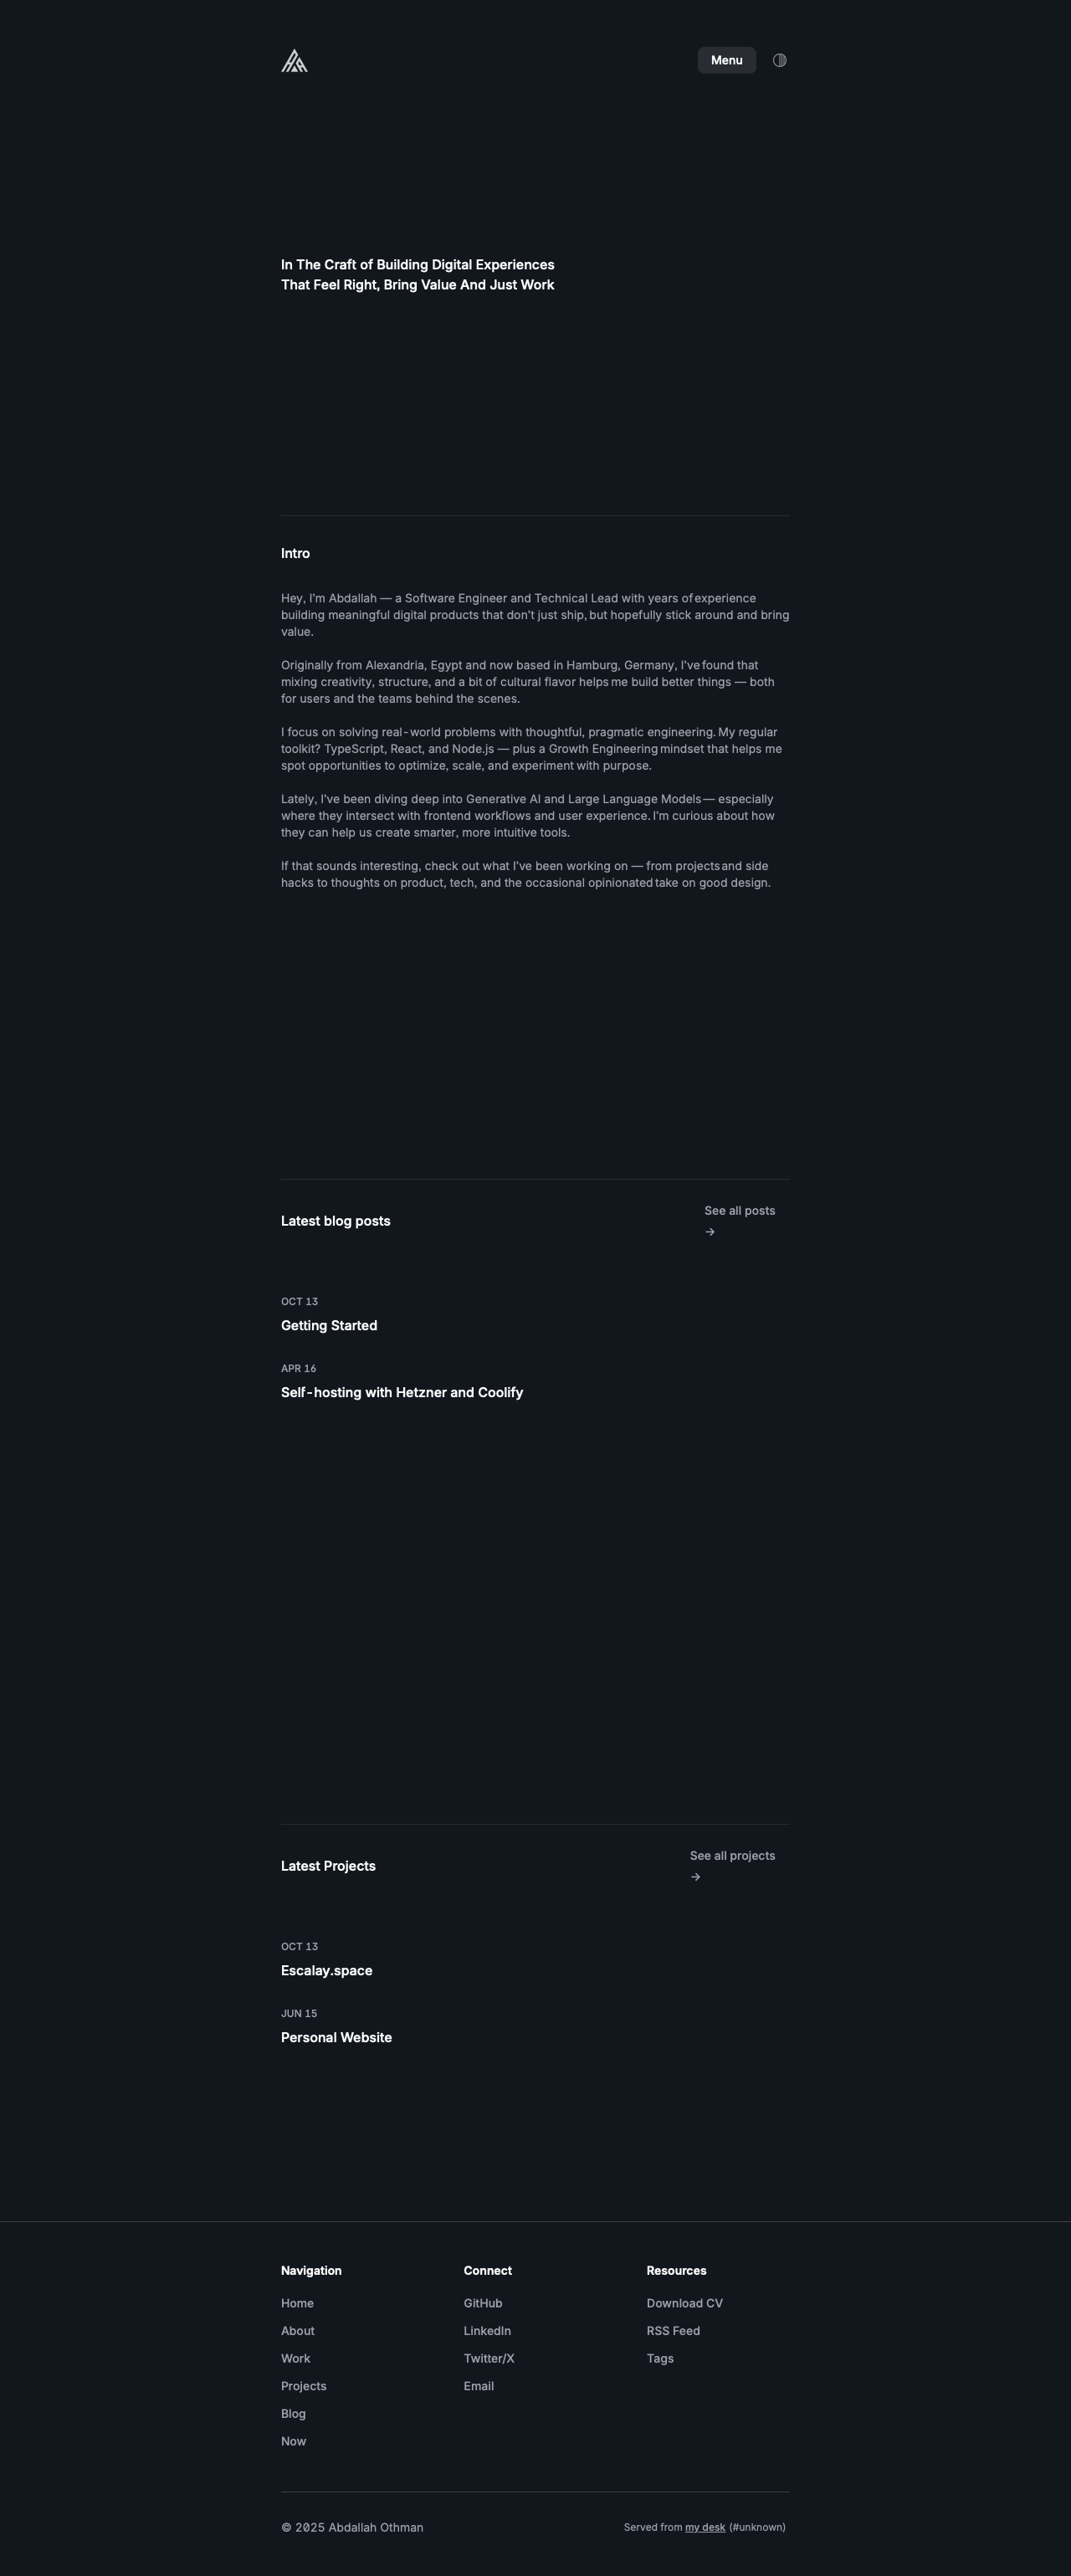 Menu
In The Craft of Building Digital Experiences
That Feel Right, Bring Value And Just Work
Intro
Hey, I'm Abdallah — a Software Engineer and Technical Lead with years of experience
building meaningful digital products that don't just ship, but hopefully stick around and bring
value.
Originally from Alexandria, Egypt and now based in Hamburg, Germany, I've found that
mixing creativity, structure, and a bit of cultural flavor helps me build better things — both
for users and the teams behind the scenes.
I focus on solving real-world problems with thoughtful, pragmatic engineering. My regular
toolkit? TypeScript, React, and Node.js — plus a Growth Engineering mindset that helps me
spot opportunities to optimize, scale, and experiment with purpose.
Lately, I've been diving deep into Generative AI and Large Language Models — especially
where they intersect with frontend workflows and user experience. I'm curious about how
they can help us create smarter, more intuitive tools.
If that sounds interesting, check out what I've been working on — from projects and side
hacks to thoughts on product, tech, and the occasional opinionated take on good design.
Latest blog posts
See all posts
→
OCT 13
Getting Started
APR 16
Self-hosting with Hetzner and Coolify
Latest Projects
See all projects
→
OCT 13
Escalay.space
JUN 15
Personal Website
Navigation
Home
About
Work
Projects
Blog
Now
Connect
GitHub
LinkedIn
Twitter/X
Email
Resources
Download CV
RSS Feed
Tags
© 2025 Abdallah Othman
Served from my desk (#unknown)